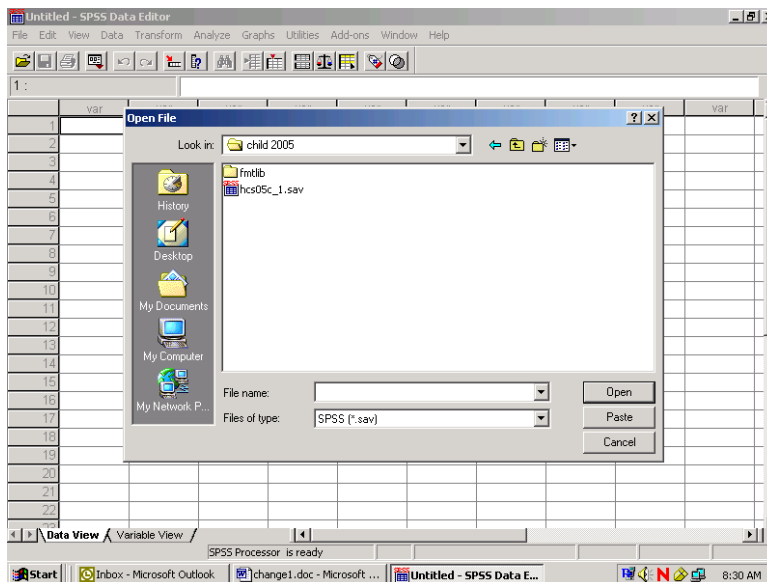 Untitled - SPSS Data Editor
File Edit View Data Transform Analyze Graphs Utilities Add-ons Window Help
1 :
var var
Open File
Look in: child 2005
fmtlib
hcs05c_1.sav
History
Desktop
My Documents
My Computer
My Network P...
File name:
Files of type: SPSS (*.sav)
Open
Paste
Cancel
1
2
3
4
5
6
7
8
9
10
11
12
13
14
15
16
17
18
19
20
21
22
Data View Variable View
SPSS Processor is ready
Start Inbox - Microsoft Outlook change1.doc - Microsoft ... Untitled - SPSS Data E... 8:30 AM